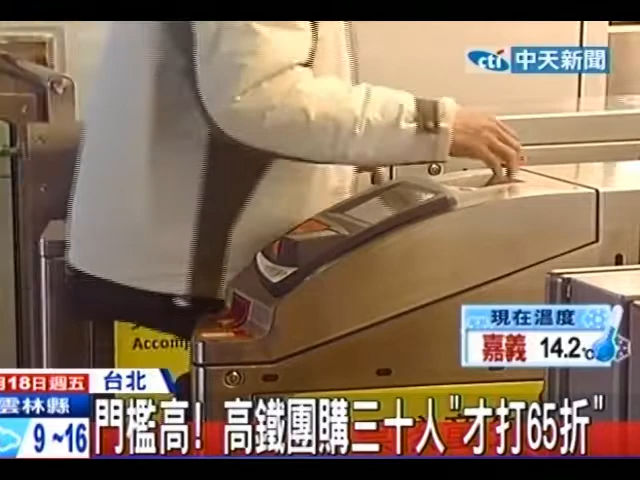 cti 中天新聞
現在溫度
嘉義 14.2℃
Accomp
月18日週五
台北
雲林縣
9~16
門檻高! 高鐵團購三十人"才打65折"